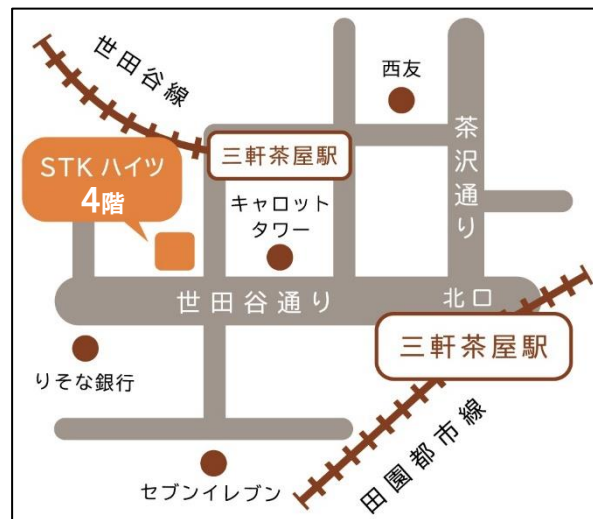 世田谷線
西友
茶沢通り
三軒茶屋駅
STKハイツ
4階
キャロット
タワー
世田谷通り
北口
三軒茶屋駅
りそな銀行
田園都市線
セブンイレブン